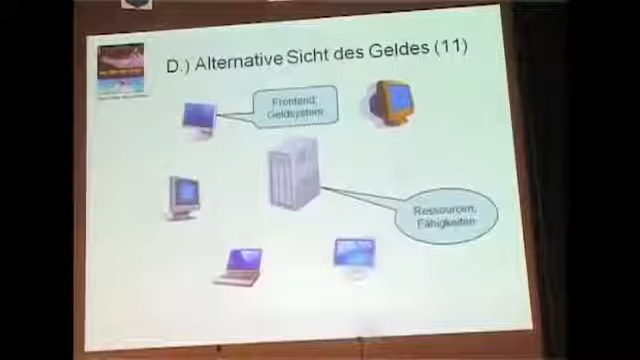 D.) Alternative Sicht des Geldes (11)
Frontend,
Geldsystem
Ressourcen,
Fähigkeiten